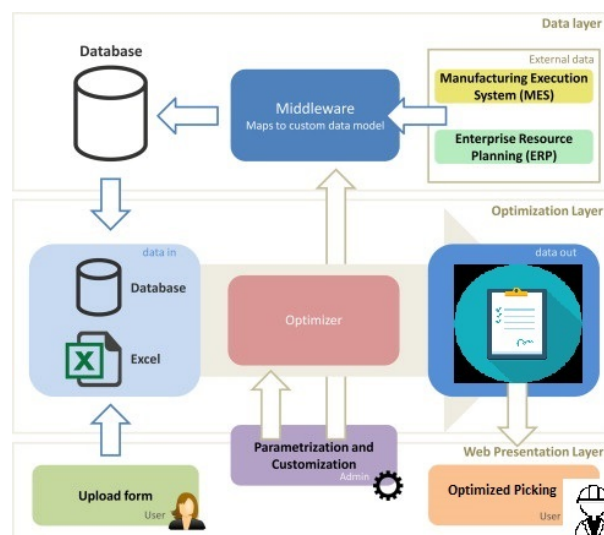 Data layer
Database
External data
Manufacturing Execution
System (MES)
Middleware
Maps to custom data model
Enterprise Resource
Planning (ERP)
Optimization Layer
data in
data out
Database
Optimizer
Excel
X
Parametrization and
Customization
Admin
Web Presentation Layer
Upload form
User
Optimized Picking
User